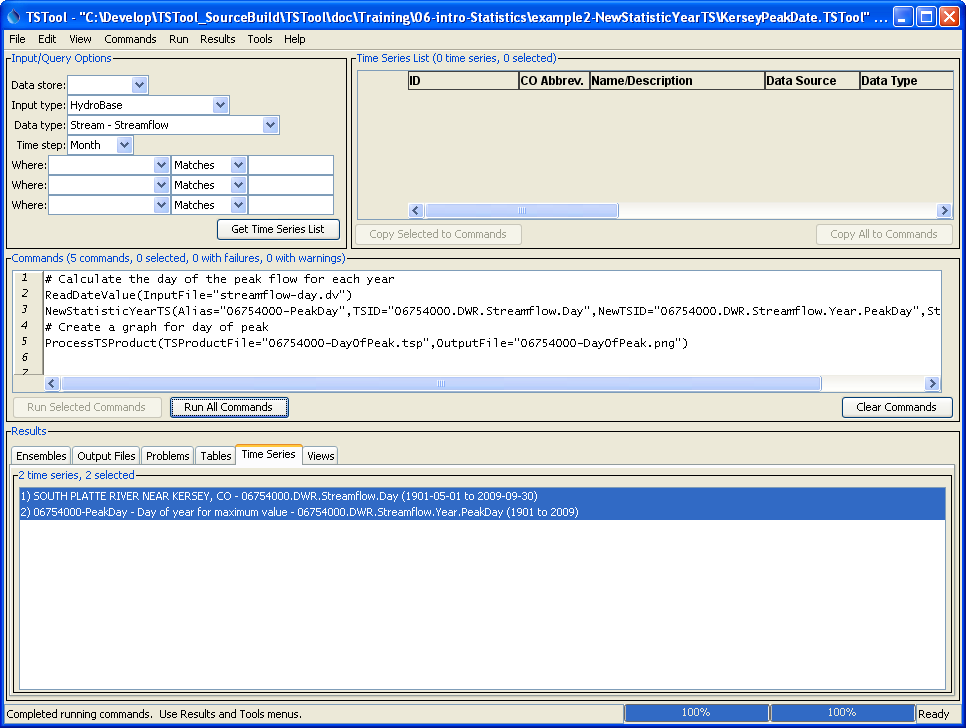 TSTool - "C:\Develop\TSTool_SourceBuild\TSTool\doc\Training\06-intro-Statistics\example2-NewStatisticYearTS\KerseyPeakDate.TSTool" ...
File Edit View Commands Run Results Tools Help
Input/Query Options
Data store:
Input type: HydroBase
Data type: Stream - Streamflow
Time step: Month
Where: Matches
Where: Matches
Where: Matches
Get Time Series List
Time Series List (0 time series, 0 selected)
ID CO Abbrev. Name/Description Data Source Data Type
Copy Selected to Commands Copy All to Commands
Commands (5 commands, 0 selected, 0 with failures, 0 with warnings)
1 # Calculate the day of the peak flow for each year
2 ReadDateValue(InputFile="streamflow-day.dv")
3 NewStatisticYearTS(Alias="06754000-PeakDay",TSID="06754000.DWR.Streamflow.Day",NewTSID="06754000.DWR.Streamflow.Year.PeakDay",St
4 # Create a graph for day of peak
5 ProcessTSProduct(TSProductFile="06754000-DayOfPeak.tsp",OutputFile="06754000-DayOfPeak.png")
6
7
Run Selected Commands Run All Commands Clear Commands
Results
Ensembles Output Files Problems Tables Time Series Views
2 time series, 2 selected
1) SOUTH PLATTE RIVER NEAR KERSEY, CO - 06754000.DWR.Streamflow.Day (1901-05-01 to 2009-09-30)
2) 06754000-PeakDay - Day of year for maximum value - 06754000.DWR.Streamflow.Year.PeakDay (1901 to 2009)
Completed running commands. Use Results and Tools menus. 100% 100% Ready